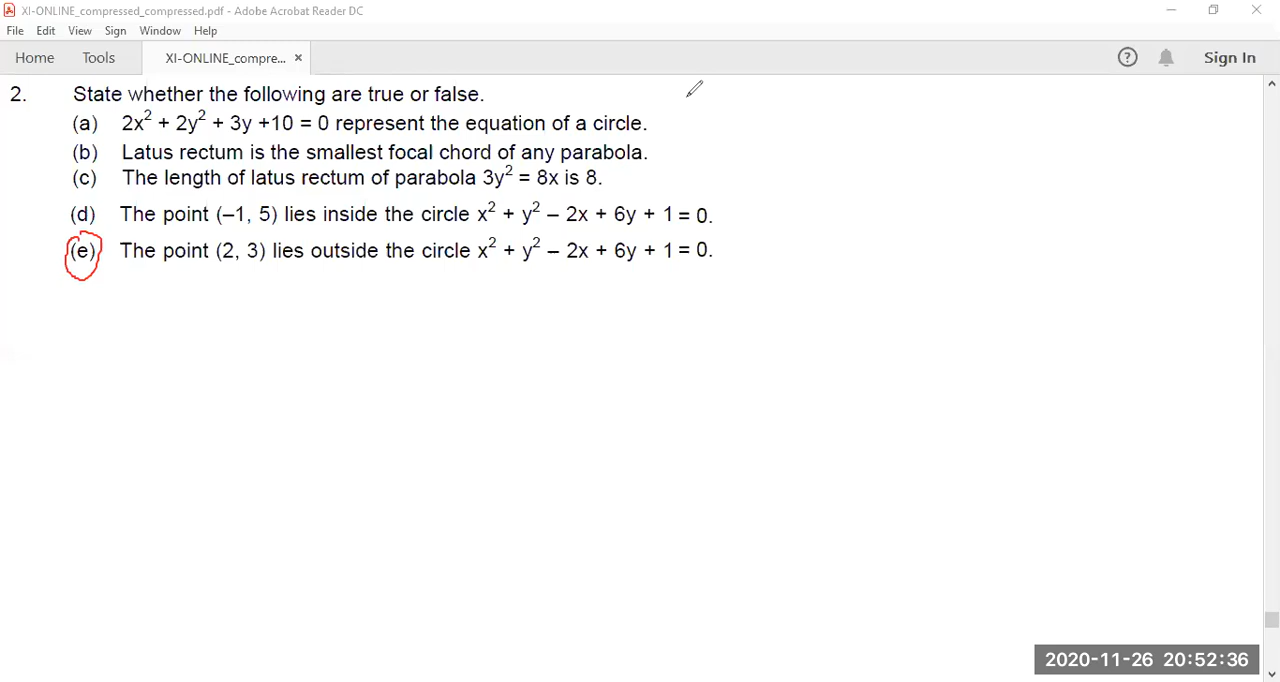 XI-ONLINE_compressed_compressed.pdf - Adobe Acrobat Reader DC
File Edit View Sign Window Help
Home Tools XI-ONLINE_compre... × ? Sign In
2. State whether the following are true or false.
(a) 2x² + 2y² + 3y +10 = 0 represent the equation of a circle.
(b) Latus rectum is the smallest focal chord of any parabola.
(c) The length of latus rectum of parabola 3y² = 8x is 8.
(d) The point (–1, 5) lies inside the circle x² + y² – 2x + 6y + 1 = 0.
(e) The point (2, 3) lies outside the circle x² + y² – 2x + 6y + 1 = 0.
2020-11-26 20:52:36